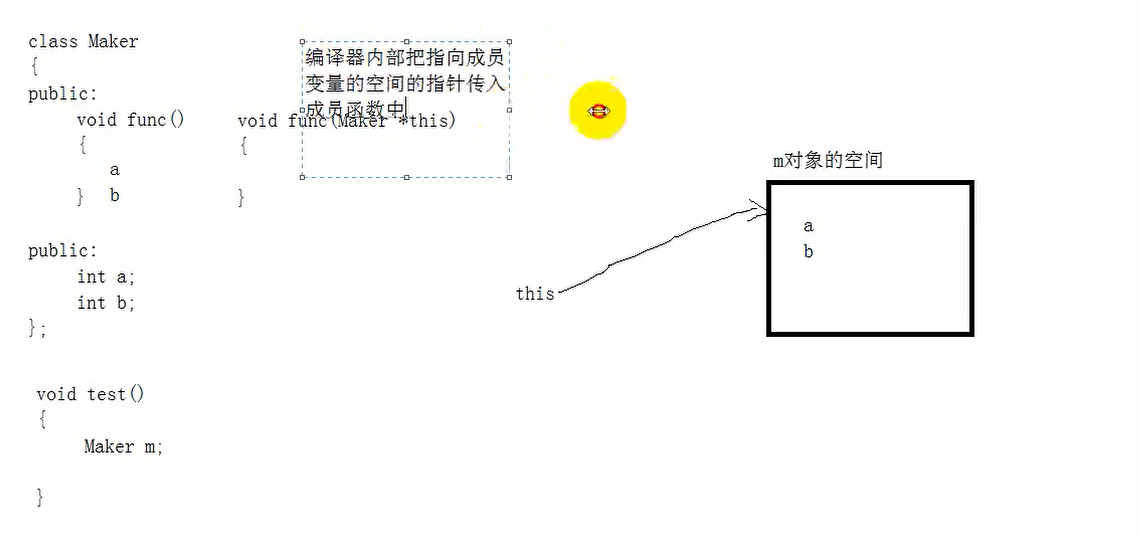 class Maker
{
public:
void func()
{
a
} b
public:
int a;
int b;
};
编译器内部把指向成员
变量的空间的指针传入
成员函数中
void func(Maker *this)
{
}
m对象的空间
a
b
this
void test()
{
Maker m;
}